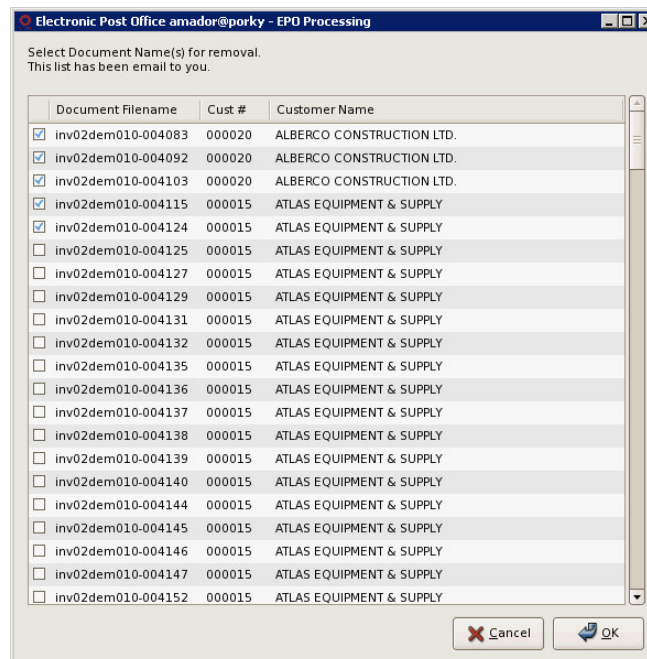 Electronic Post Office amador@porky - EPO Processing
Select Document Name(s) for removal.
This list has been email to you.
Document Filename Cust # Customer Name
inv02dem010-004083 000020 ALBERCO CONSTRUCTION LTD.
inv02dem010-004092 000020 ALBERCO CONSTRUCTION LTD.
inv02dem010-004103 000020 ALBERCO CONSTRUCTION LTD.
inv02dem010-004115 000015 ATLAS EQUIPMENT & SUPPLY
inv02dem010-004124 000015 ATLAS EQUIPMENT & SUPPLY
inv02dem010-004125 000015 ATLAS EQUIPMENT & SUPPLY
inv02dem010-004127 000015 ATLAS EQUIPMENT & SUPPLY
inv02dem010-004129 000015 ATLAS EQUIPMENT & SUPPLY
inv02dem010-004131 000015 ATLAS EQUIPMENT & SUPPLY
inv02dem010-004132 000015 ATLAS EQUIPMENT & SUPPLY
inv02dem010-004135 000015 ATLAS EQUIPMENT & SUPPLY
inv02dem010-004136 000015 ATLAS EQUIPMENT & SUPPLY
inv02dem010-004137 000015 ATLAS EQUIPMENT & SUPPLY
inv02dem010-004138 000015 ATLAS EQUIPMENT & SUPPLY
inv02dem010-004139 000015 ATLAS EQUIPMENT & SUPPLY
inv02dem010-004140 000015 ATLAS EQUIPMENT & SUPPLY
inv02dem010-004144 000015 ATLAS EQUIPMENT & SUPPLY
inv02dem010-004145 000015 ATLAS EQUIPMENT & SUPPLY
inv02dem010-004146 000015 ATLAS EQUIPMENT & SUPPLY
inv02dem010-004147 000015 ATLAS EQUIPMENT & SUPPLY
inv02dem010-004152 000015 ATLAS EQUIPMENT & SUPPLY
Cancel OK